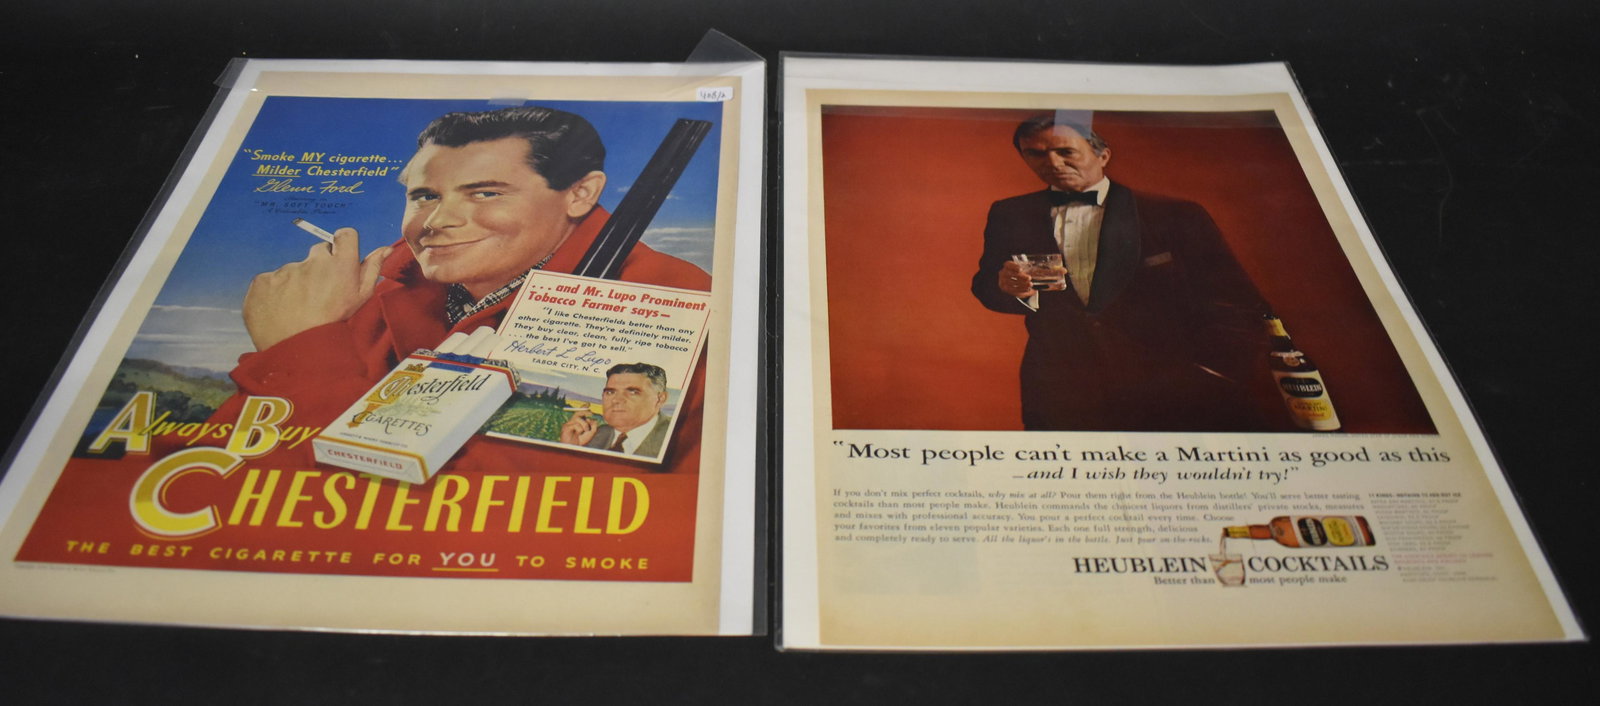 "Smoke MY cigarette...
Milder Chesterfield"
Glenn Ford
"MR. SOFT TOUCH"
...and Mr. Lupo Prominent
Tobacco Farmer says—
"I like Chesterfields better than any
other cigarette. They're definitely milder.
They buy clear, clean, fully ripe tobacco
...the best I've got to sell."
Herbert L. Lupo
TABOR CITY, N. C.
Chesterfield
CIGARETTES
CHESTERFIELD
Always Buy
CHESTERFIELD
THE BEST CIGARETTE FOR YOU TO SMOKE
HEUBLEIN
MARTINI
"Most people can't make a Martini as good as this
—and I wish they wouldn't try!"
If you don't mix perfect cocktails, why mix at all? Pour them right from the Heublein bottle! You'll serve better tasting
cocktails than most people make. Heublein commands the choicest liquors from distillers' private stocks, measures
and mixes with professional accuracy. You pour a perfect cocktail every time. Choose
your favorites from eleven popular varieties. Each one full strength, delicious
and completely ready to serve. All the liquor's in the bottle. Just pour on-the-rocks.
HEUBLEIN COCKTAILS
Better than most people make